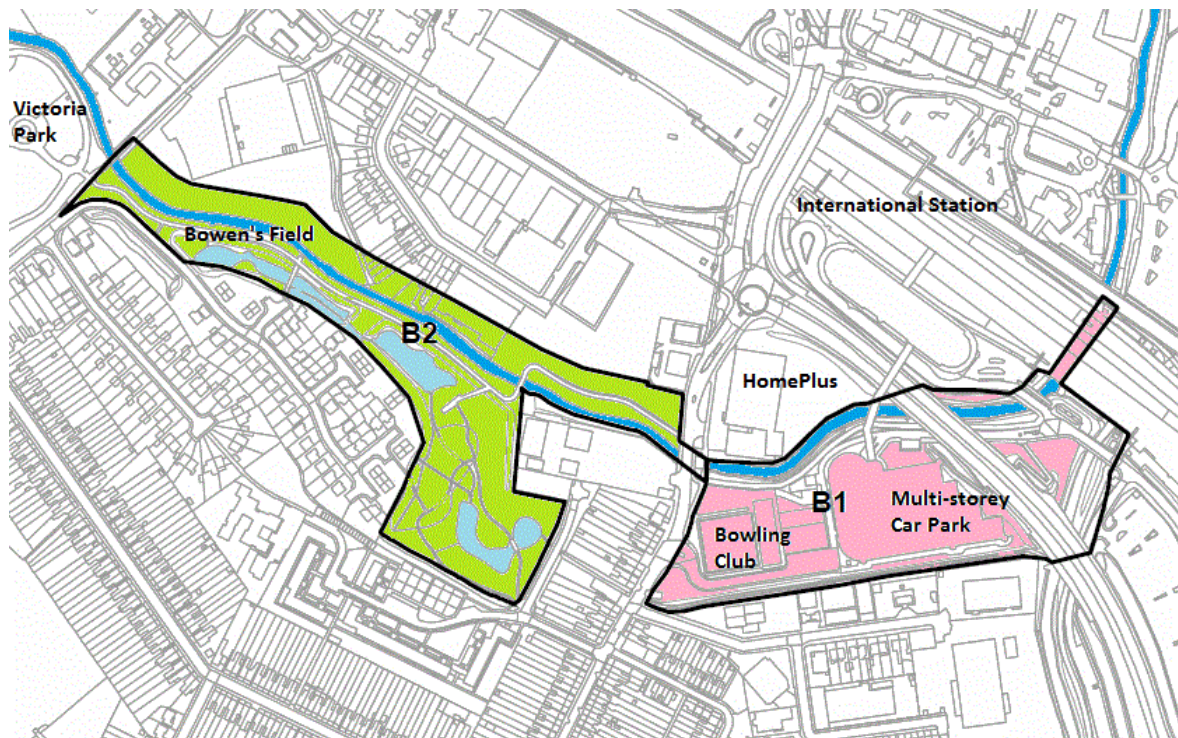 Victoria
Park
International Station
Bowen's Field
B2
HomePlus
B1
Multi-storey
Car Park
Bowling
Club